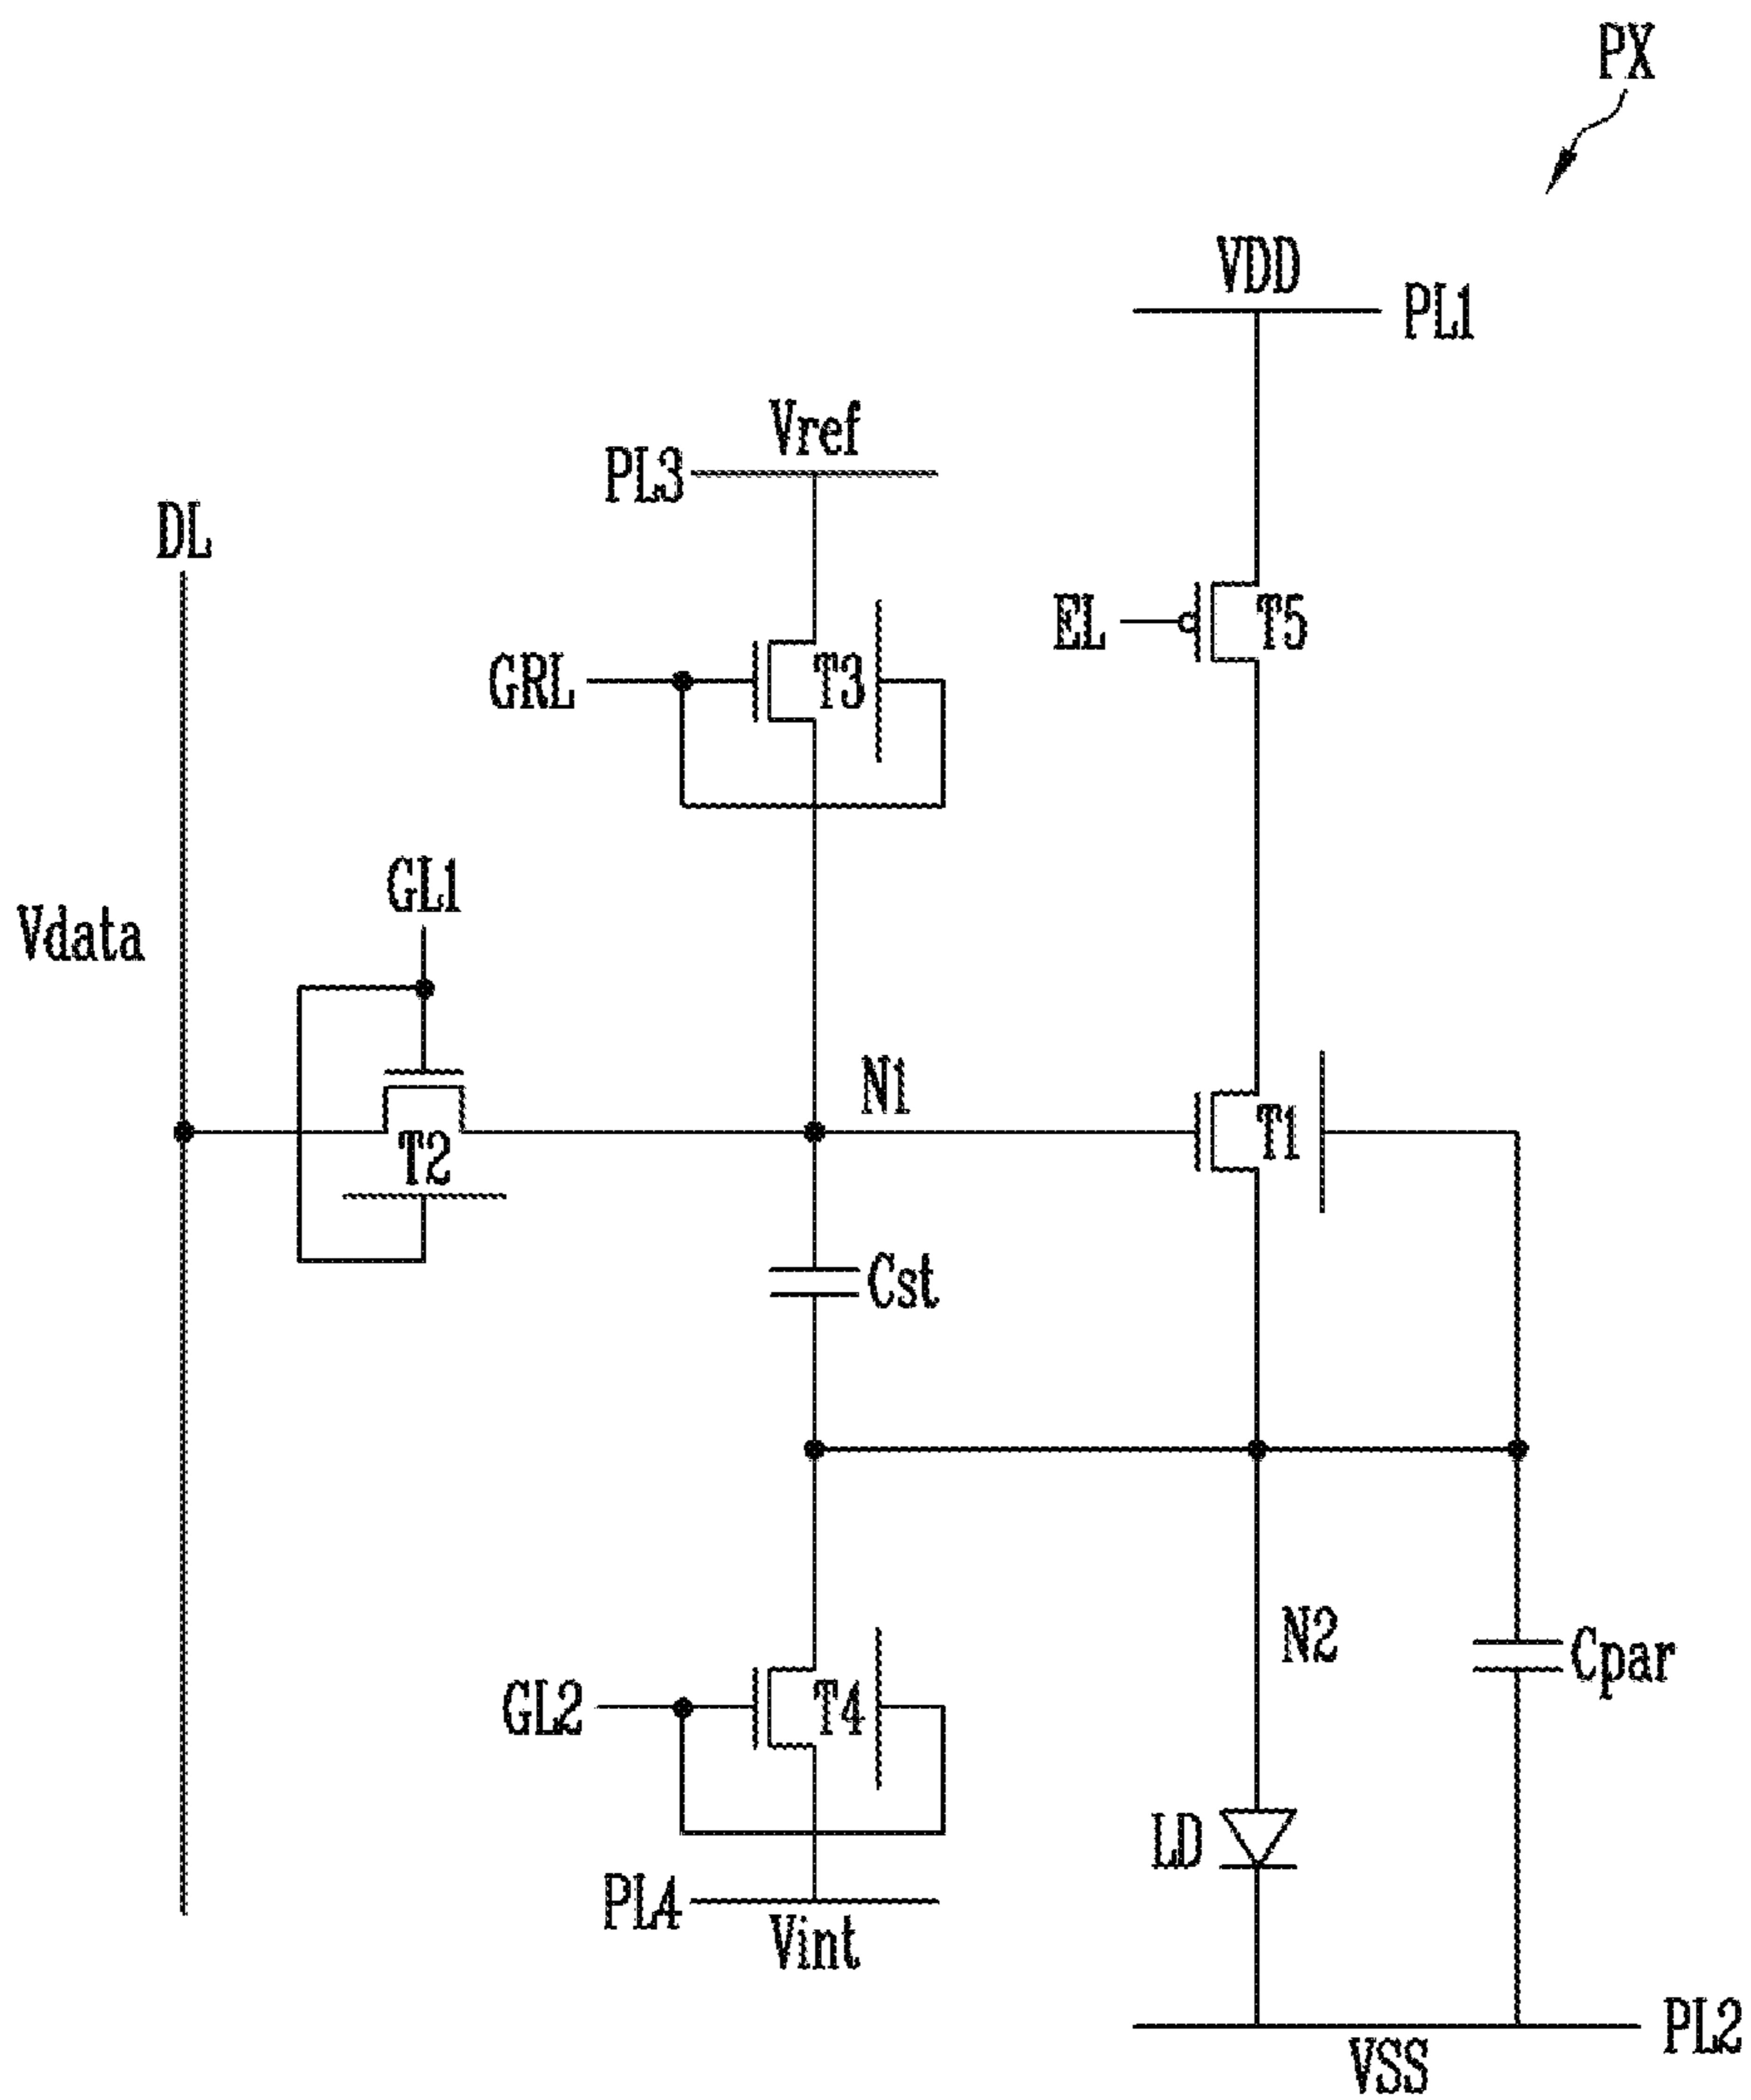 PX
VDD
PL1
Vref
PL3
DL
EL
T5
GRL
T3
GL1
Vdata
N1
T1
T2
Cst
N2
Cpar
GL2
T4
LD
PL4
Vint
PL2
VSS